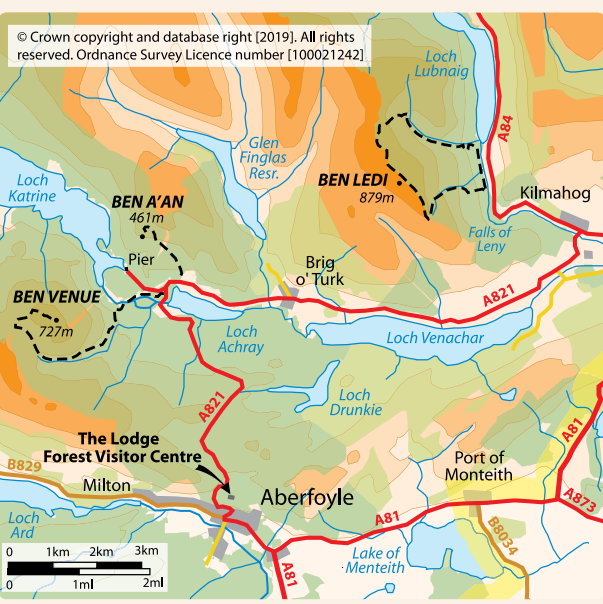 © Crown copyright and database right [2019]. All rights
reserved. Ordnance Survey Licence number [100021242]
Loch
Lubnaig
A84
Glen
Finglas
Resr.
BEN LEDI
879m
Kilmahog
Loch
Katrine
BEN A'AN
461m
Falls of
Leny
Pier
Brig
o' Turk
A821
BEN VENUE
727m
Loch
Achray
Loch Venachar
Loch
Drunkie
A821
A81
The Lodge
Forest Visitor Centre
Port of
Monteith
B829
Milton
Aberfoyle
A873
Loch
Ard
A81
B8034
Lake of
Menteith
A81
0 1km 2km 3km
0 1ml 2ml